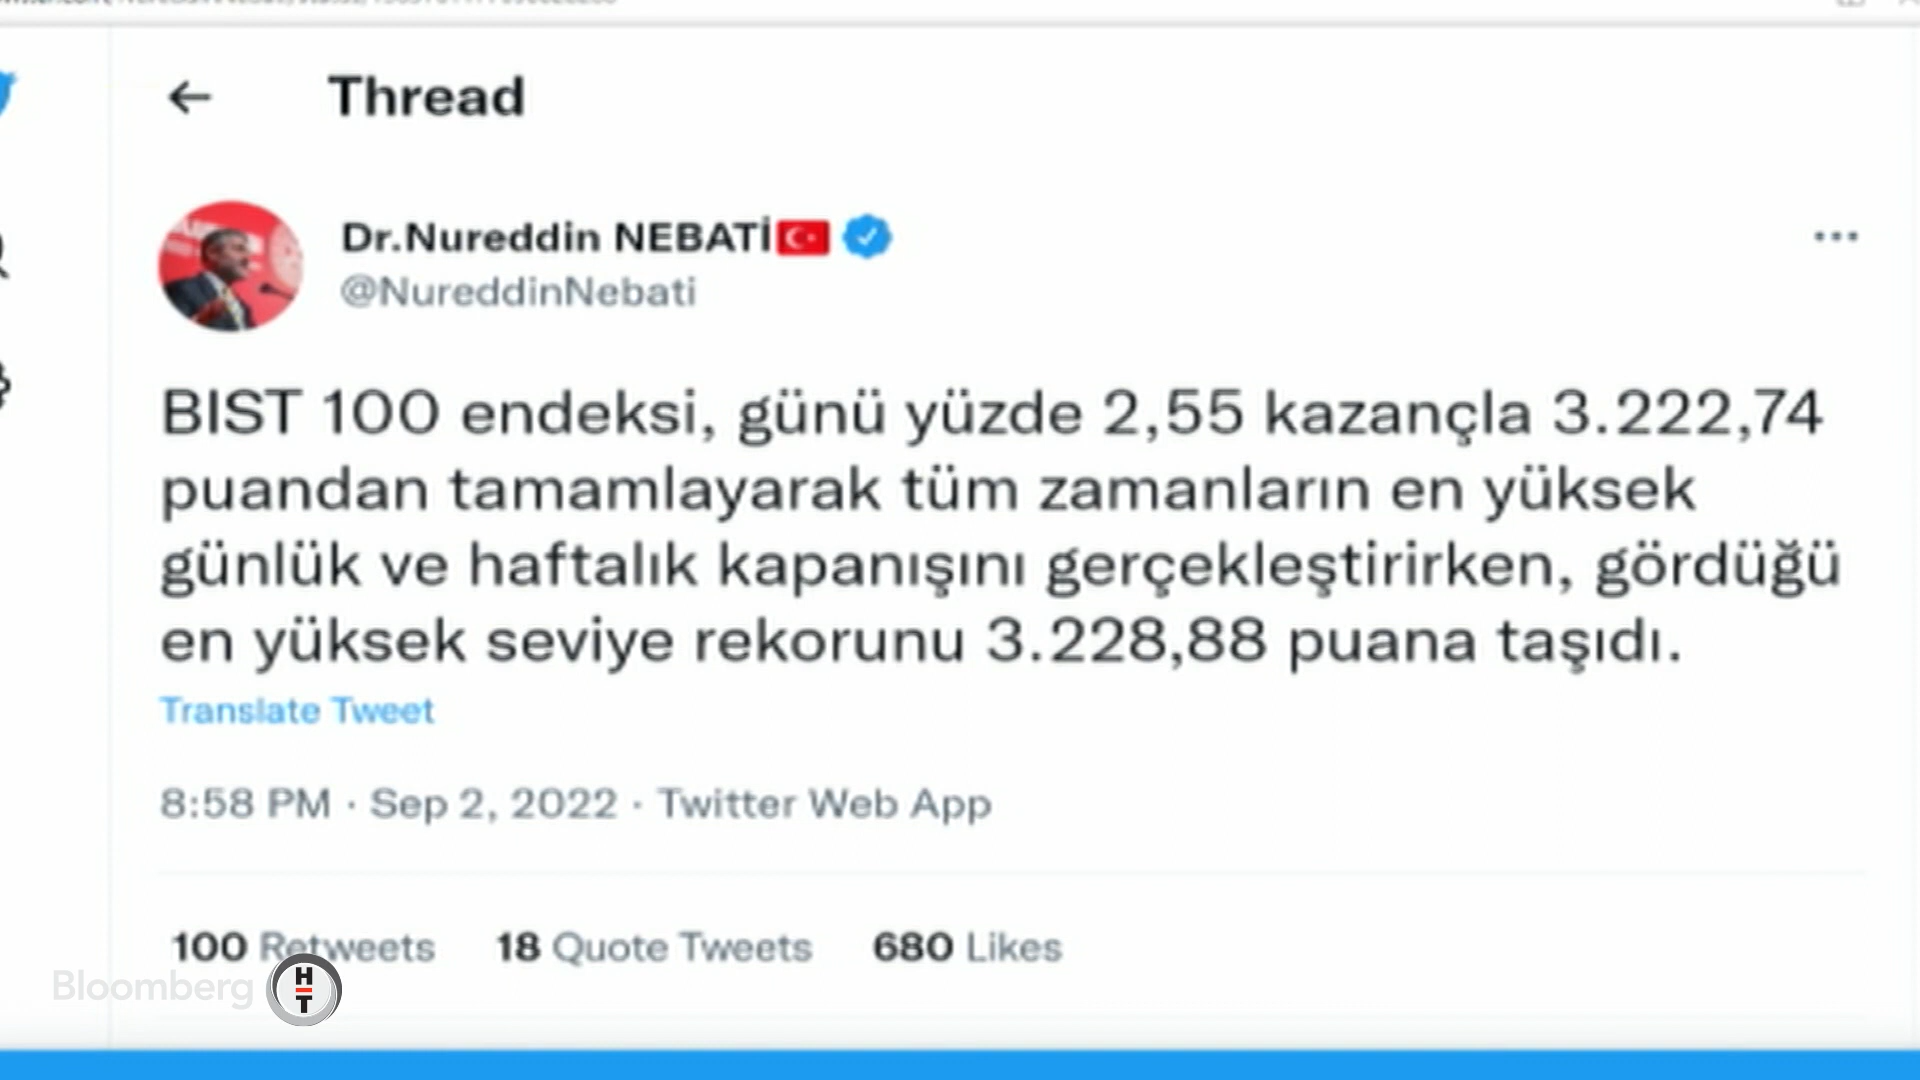 Thread
Dr.Nureddin NEBATİ
@NureddinNebati
BIST 100 endeksi, günü yüzde 2,55 kazançla 3.222,74
puandan tamamlayarak tüm zamanların en yüksek
günlük ve haftalık kapanışını gerçekleştirirken, gördüğü
en yüksek seviye rekorunu 3.228,88 puana taşıdı.
Translate Tweet
8:58 PM · Sep 2, 2022 · Twitter Web App
100 Retweets 18 Quote Tweets 680 Likes
Bloomberg HT